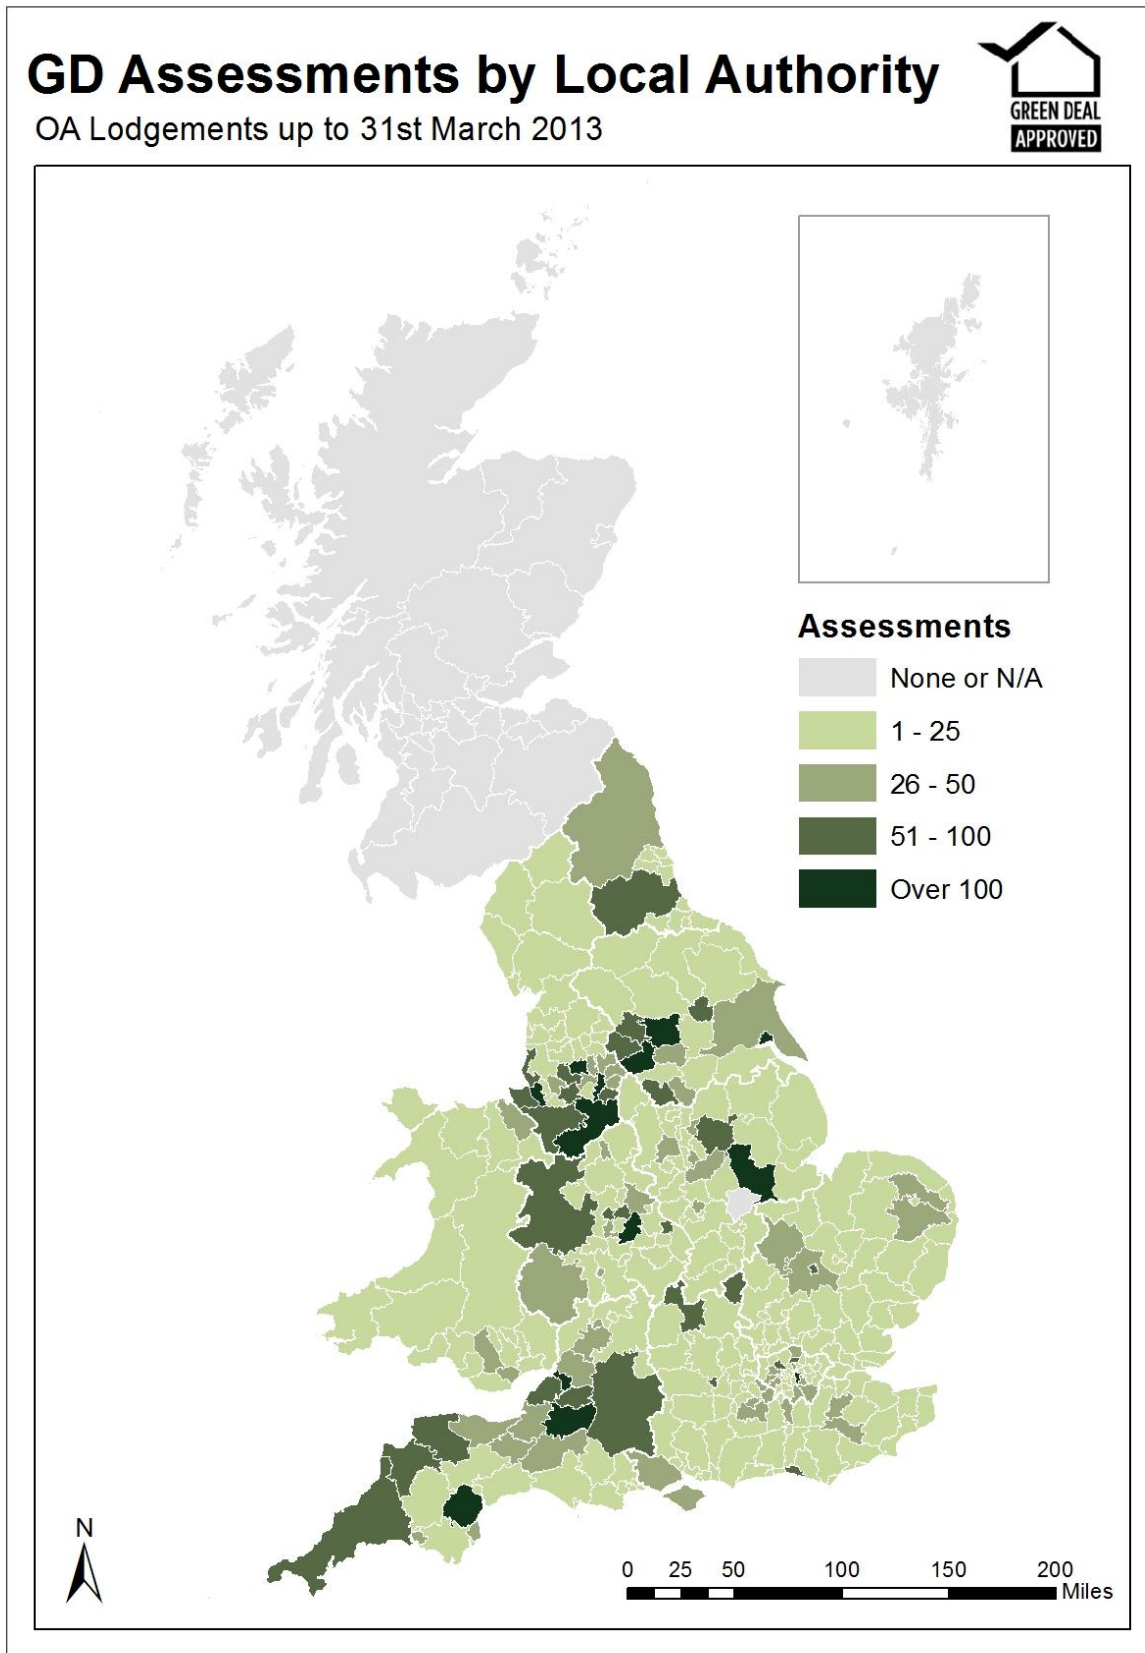 GD Assessments by Local Authority
OA Lodgements up to 31st March 2013
GREEN DEAL
APPROVED
Assessments
None or N/A
1 - 25
26 - 50
51 - 100
Over 100
N
0 25 50 100 150 200
Miles